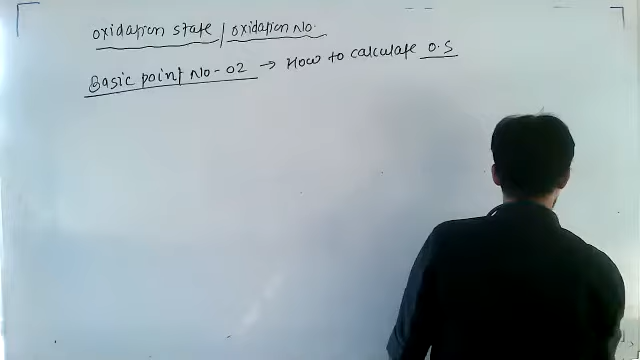 oxidation state / oxidation No.
Basic point No - 02 → How to calculate O.S